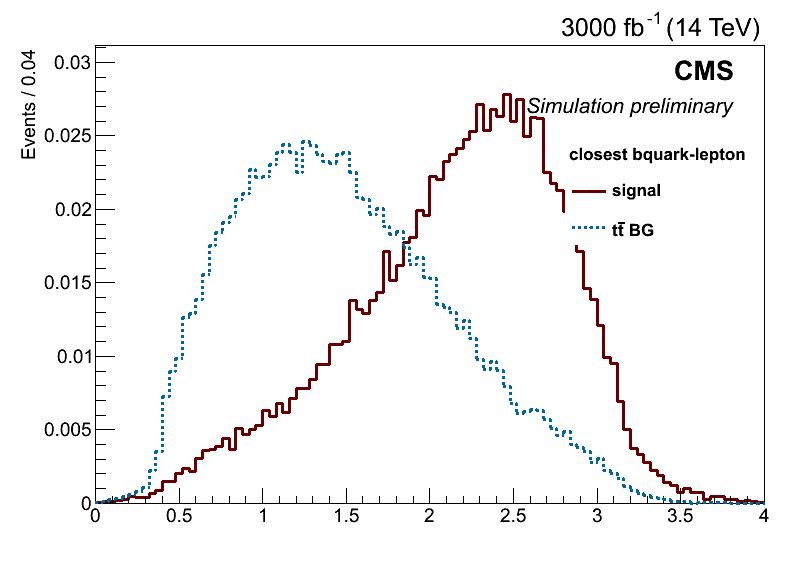 3000 fb-1 (14 TeV)
CMS
Simulation preliminary
closest bquark-lepton
signal
tt̄ BG
Events / 0.04
0.03
0.025
0.02
0.015
0.01
0.005
0
0 0.5 1 1.5 2 2.5 3 3.5 4